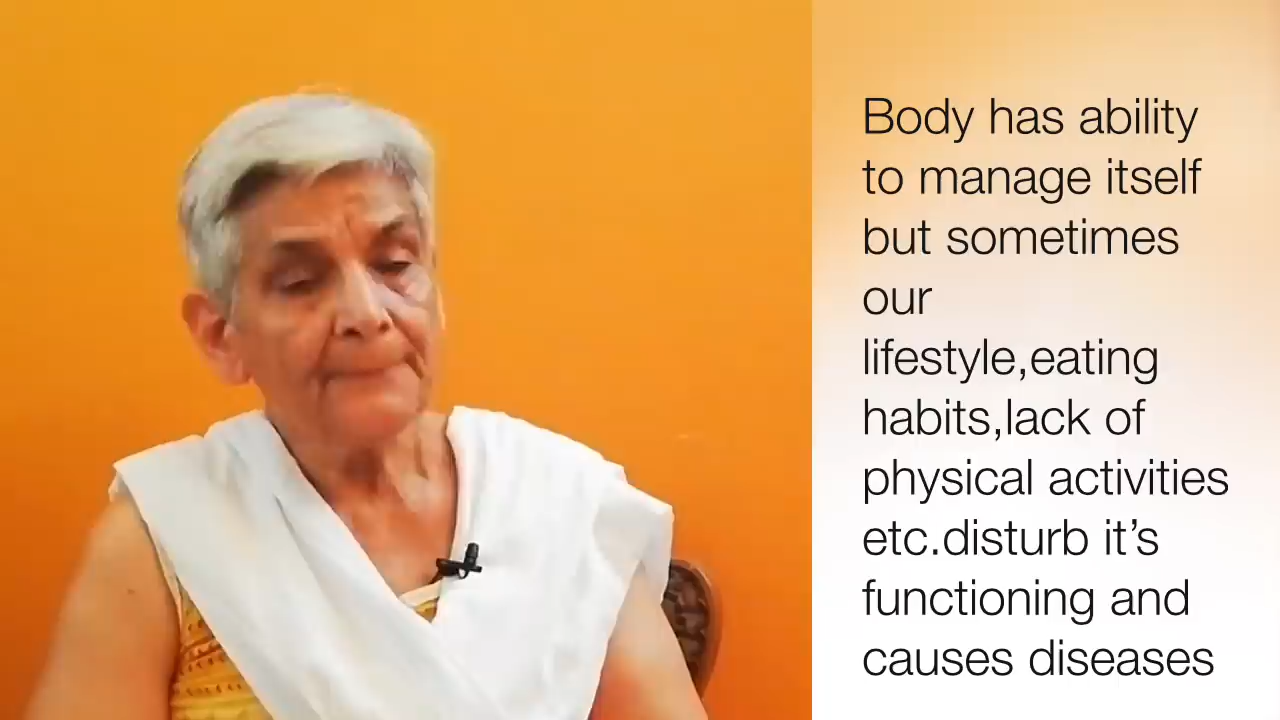 Body has ability
to manage itself
but sometimes
our
lifestyle,eating
habits,lack of
physical activities
etc.disturb it’s
functioning and
causes diseases